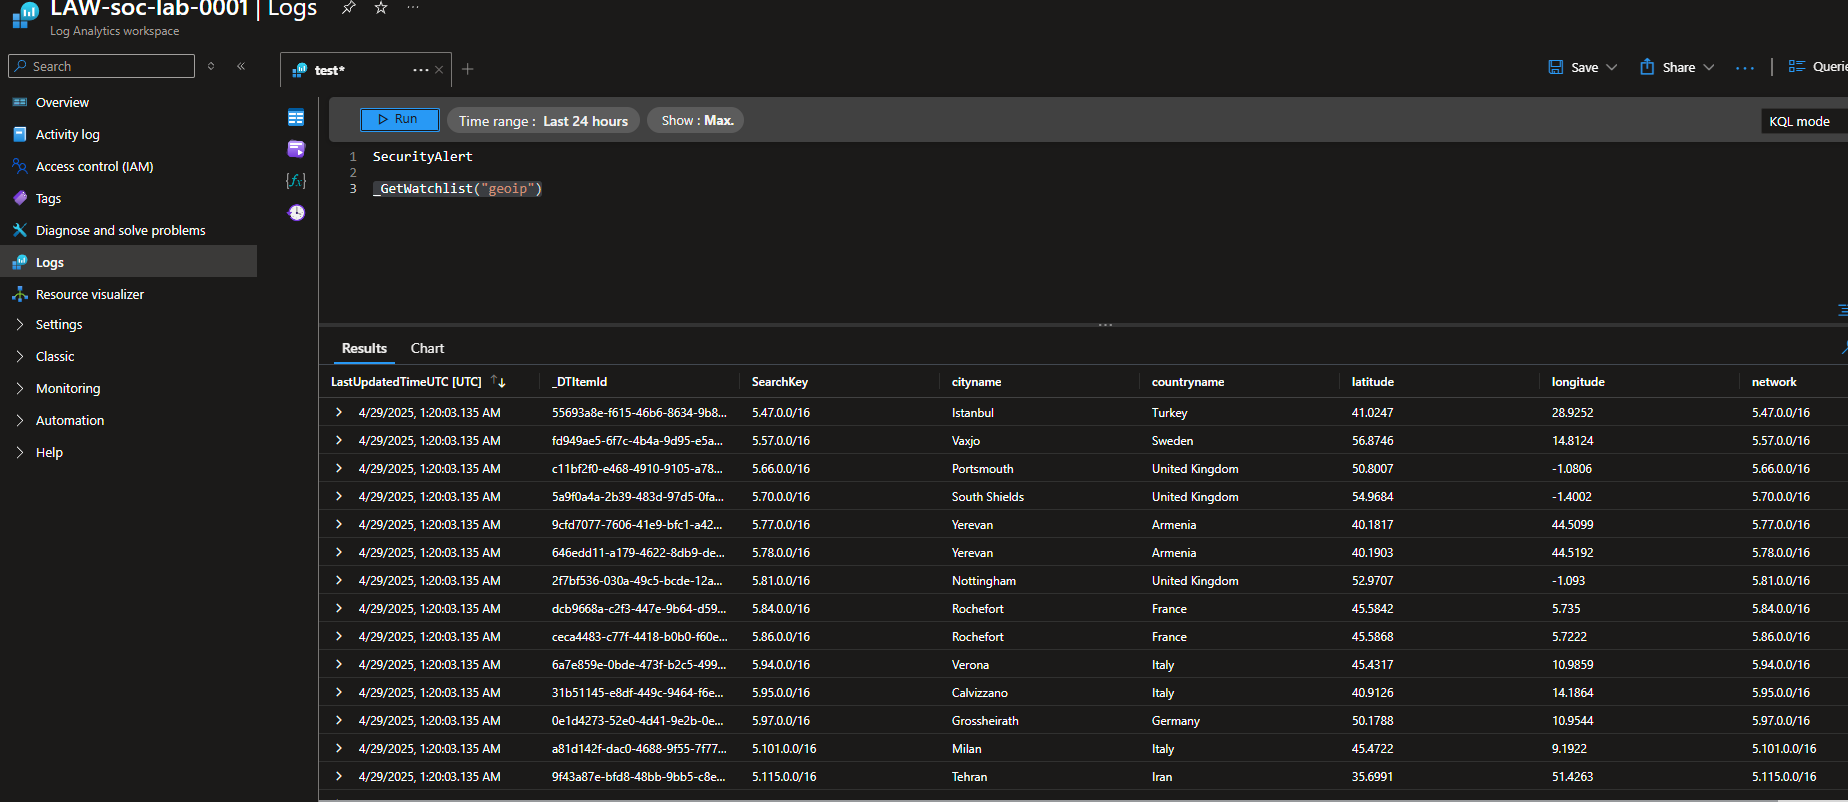 LAW-soc-lab-0001 | Logs
Log Analytics workspace
Search
Overview
Activity log
Access control (IAM)
Tags
Diagnose and solve problems
Logs
Resource visualizer
Settings
Classic
Monitoring
Automation
Help
test*
Save
Share
Run
Time range : Last 24 hours
Show : Max.
KQL mode
1 SecurityAlert
2
3 _GetWatchlist("geoip")
Results Chart
LastUpdatedTimeUTC [UTC] _DTItemId SearchKey cityname countryname latitude longitude network
4/29/2025, 1:20:03.135 AM 55693a8e-f615-46b6-8634-9b8... 5.47.0.0/16 Istanbul Turkey 41.0247 28.9252 5.47.0.0/16
4/29/2025, 1:20:03.135 AM fd949ae5-6f7c-4b4a-9d95-e5a... 5.57.0.0/16 Vaxjo Sweden 56.8746 14.8124 5.57.0.0/16
4/29/2025, 1:20:03.135 AM c11bf2f0-e468-4910-9105-a78... 5.66.0.0/16 Portsmouth United Kingdom 50.8007 -1.0806 5.66.0.0/16
4/29/2025, 1:20:03.135 AM 5a9f0a4a-2b39-483d-97d5-0fa... 5.70.0.0/16 South Shields United Kingdom 54.9684 -1.4002 5.70.0.0/16
4/29/2025, 1:20:03.135 AM 9cfd7077-7606-41e9-bfc1-a42... 5.77.0.0/16 Yerevan Armenia 40.1817 44.5099 5.77.0.0/16
4/29/2025, 1:20:03.135 AM 646edd11-a179-4622-8db9-de... 5.78.0.0/16 Yerevan Armenia 40.1903 44.5192 5.78.0.0/16
4/29/2025, 1:20:03.135 AM 2f7bf536-030a-49c5-bcde-12a... 5.81.0.0/16 Nottingham United Kingdom 52.9707 -1.093 5.81.0.0/16
4/29/2025, 1:20:03.135 AM dcb9668a-c2f3-447e-9b64-d59... 5.84.0.0/16 Rochefort France 45.5842 5.735 5.84.0.0/16
4/29/2025, 1:20:03.135 AM ceca4483-c77f-4418-b0b0-f60e... 5.86.0.0/16 Rochefort France 45.5868 5.7222 5.86.0.0/16
4/29/2025, 1:20:03.135 AM 6a7e859e-0bde-473f-b2c5-499... 5.94.0.0/16 Verona Italy 45.4317 10.9859 5.94.0.0/16
4/29/2025, 1:20:03.135 AM 31b51145-e8df-449c-9464-f6e... 5.95.0.0/16 Calvizzano Italy 40.9126 14.1864 5.95.0.0/16
4/29/2025, 1:20:03.135 AM 0e1d4273-52e0-4d41-9e2b-0e... 5.97.0.0/16 Grossheirath Germany 50.1788 10.9544 5.97.0.0/16
4/29/2025, 1:20:03.135 AM a81d142f-dac0-4688-9f55-7f77... 5.101.0.0/16 Milan Italy 45.4722 9.1922 5.101.0.0/16
4/29/2025, 1:20:03.135 AM 9f43a87e-bfd8-48bb-9bb5-c8e... 5.115.0.0/16 Tehran Iran 35.6991 51.4263 5.115.0.0/16